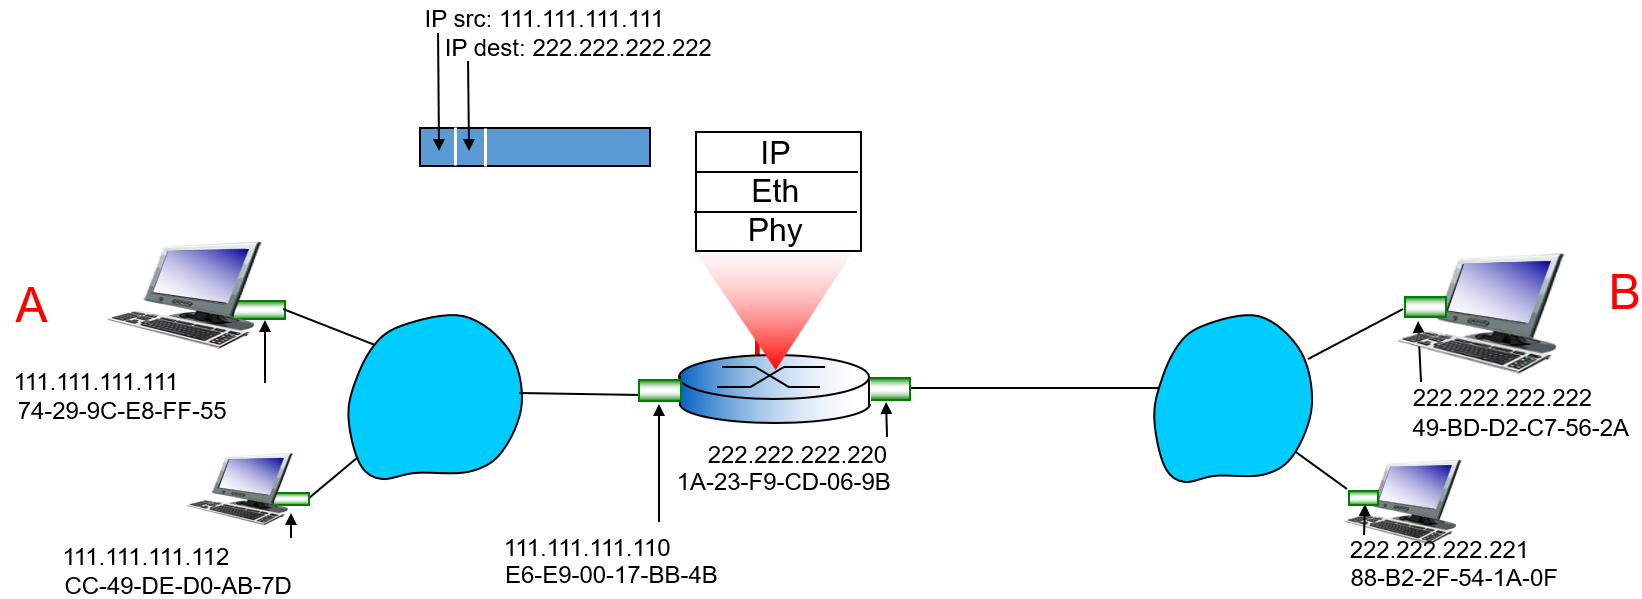 IP src: 111.111.111.111
IP dest: 222.222.222.222
IP
Eth
Phy
A
B
111.111.111.111
74-29-9C-E8-FF-55
222.222.222.222
49-BD-D2-C7-56-2A
222.222.222.220
1A-23-F9-CD-06-9B
111.111.111.112
CC-49-DE-D0-AB-7D
111.111.111.110
E6-E9-00-17-BB-4B
222.222.222.221
88-B2-2F-54-1A-0F